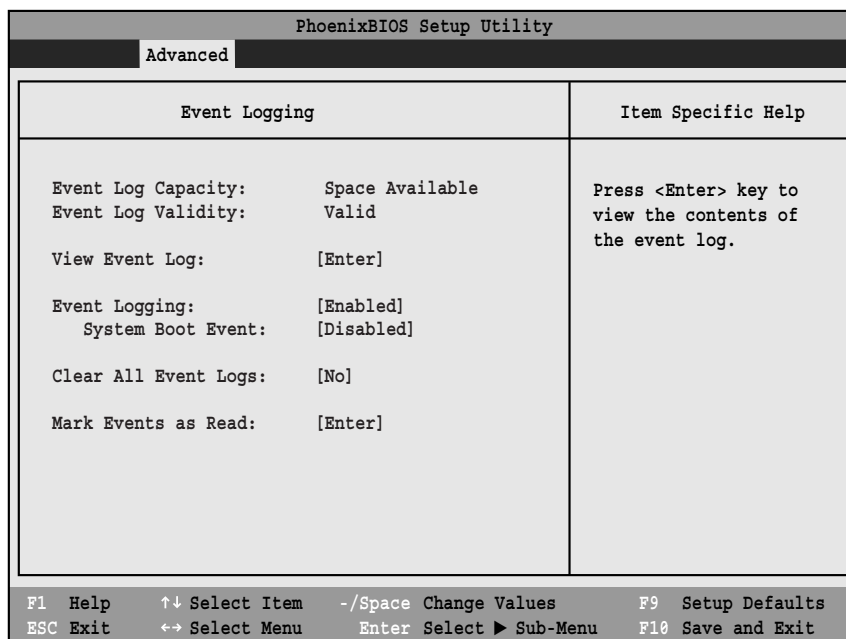 PhoenixBIOS Setup Utility
Advanced
Event Logging
Item Specific Help
Event Log Capacity: Space Available
Event Log Validity: Valid
View Event Log: [Enter]
Event Logging: [Enabled]
System Boot Event: [Disabled]
Clear All Event Logs: [No]
Mark Events as Read: [Enter]
Press <Enter> key to
view the contents of
the event log.
F1 Help ↑↓ Select Item -/Space Change Values F9 Setup Defaults
ESC Exit ←→ Select Menu Enter Select ▶ Sub-Menu F10 Save and Exit